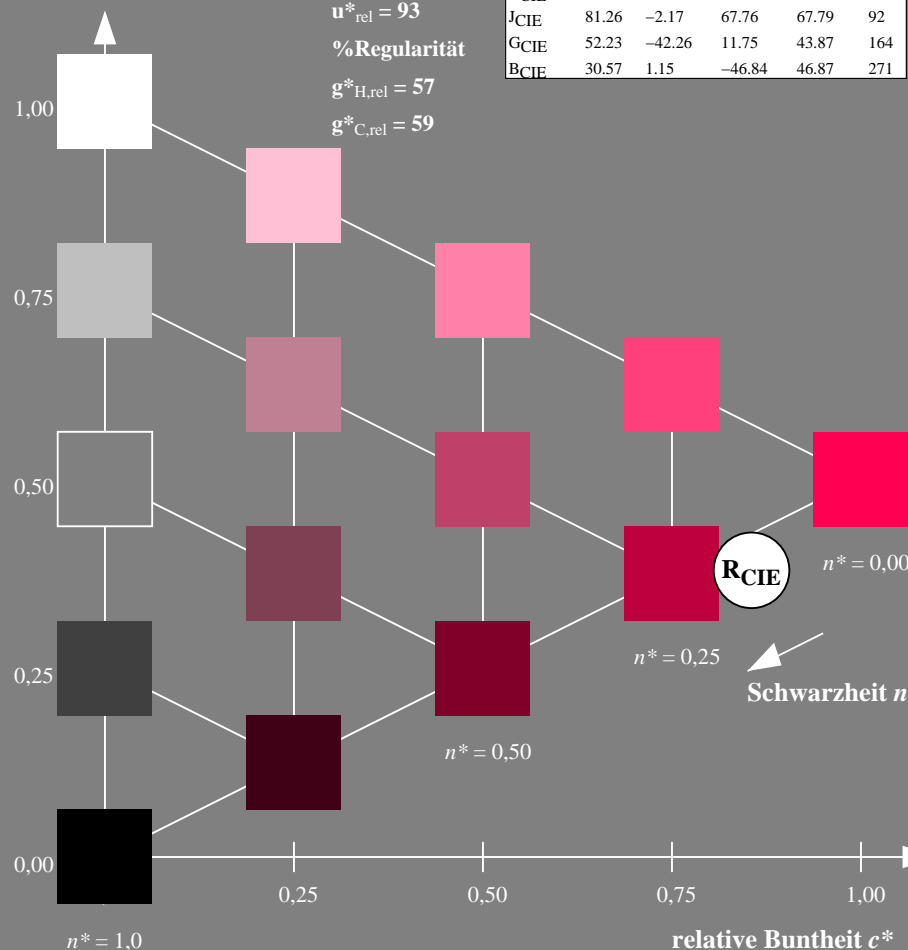 u*rel = 93
%Regularität
g*H,rel = 57
g*C,rel = 59
JCIE 81.26 −2.17 67.76 67.79 92
GCIE 52.23 −42.26 11.75 43.87 164
BCIE 30.57 1.15 −46.84 46.87 271
1,00
0,75
0,50
0,25
0,00
RCIE
n* = 0,00
n* = 0,25
Schwarzheit n
n* = 0,50
0,25 0,50 0,75 1,00
n* = 1,0
relative Buntheit c*